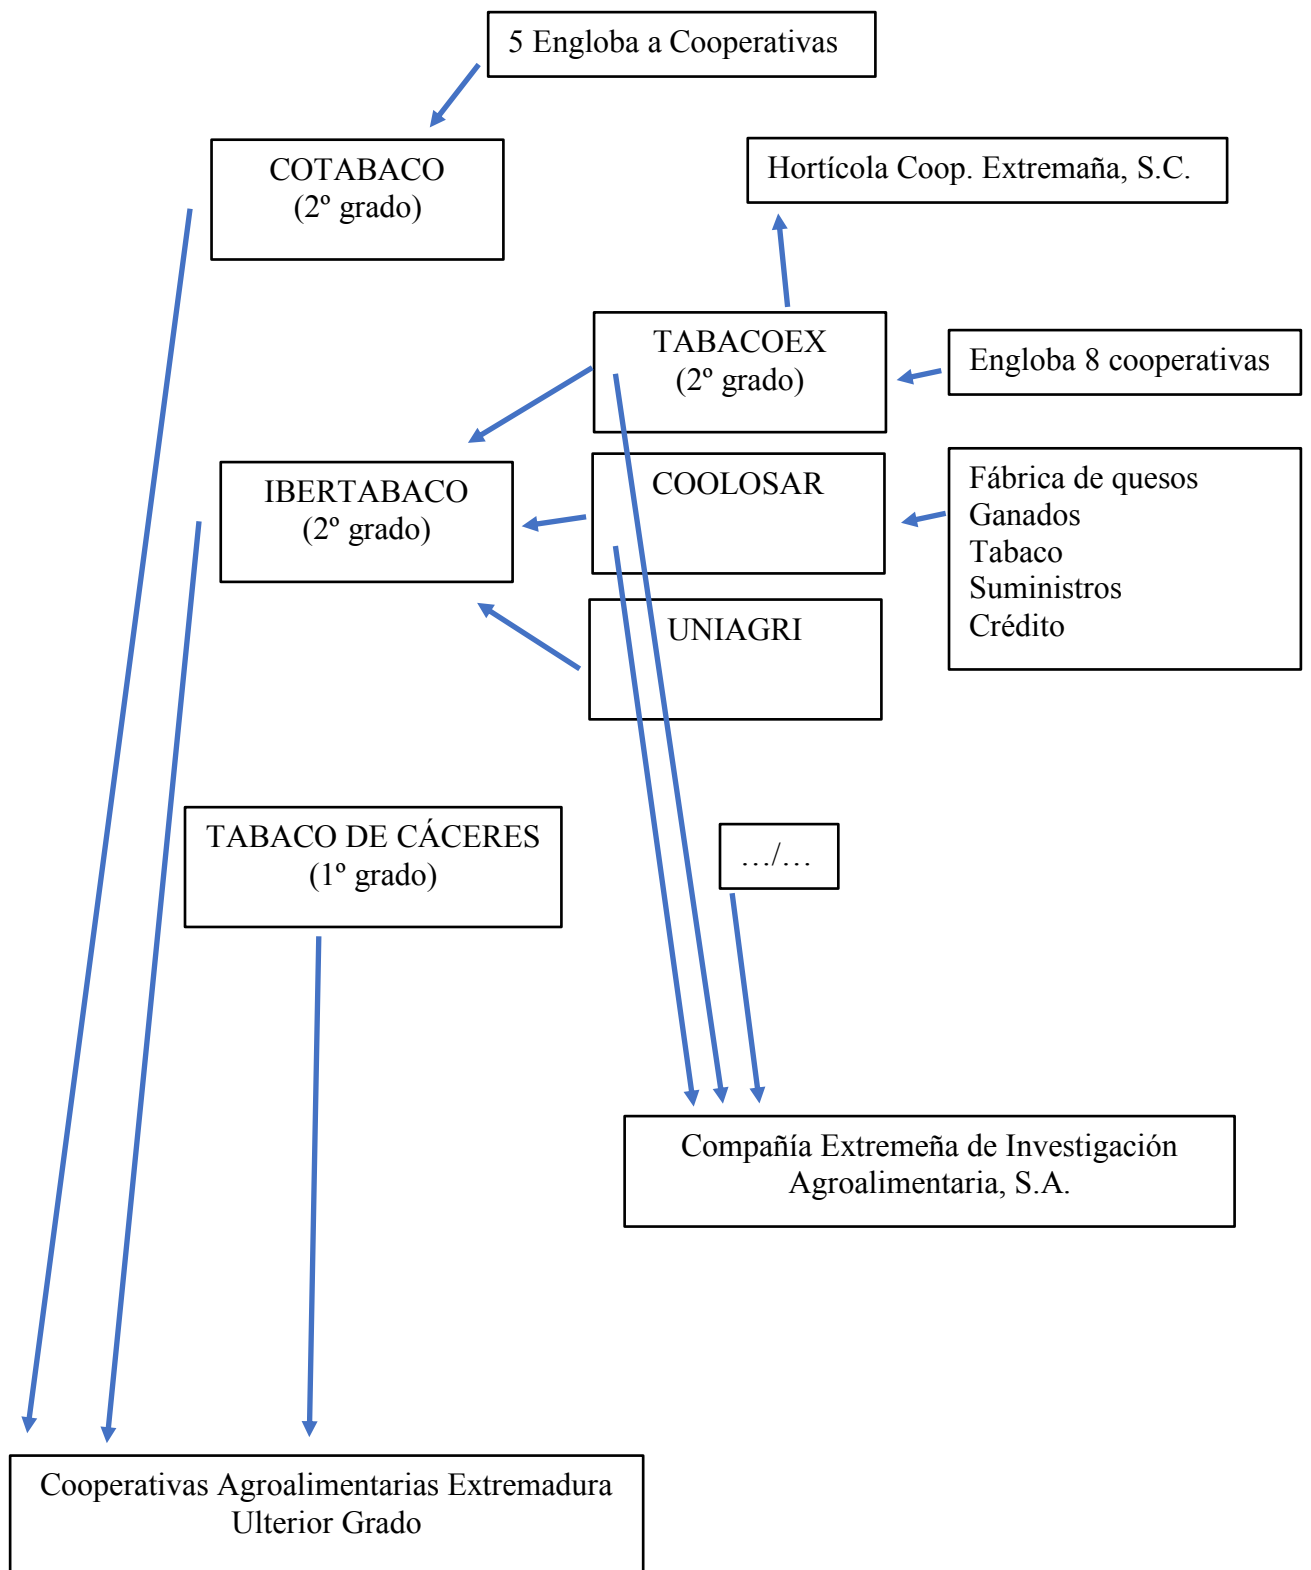 5 Engloba a Cooperativas
COTABACO
(2º grado)
Hortícola Coop. Extremaña, S.C.
TABACOEX
(2º grado)
Engloba 8 cooperativas
IBERTABACO
(2º grado)
COOLOSAR
Fábrica de quesos
Ganados
Tabaco
Suministros
Crédito
UNIAGRI
TABACO DE CÁCERES
(1º grado)
…/…
Compañía Extremeña de Investigación
Agroalimentaria, S.A.
Cooperativas Agroalimentarias Extremadura
Ulterior Grado